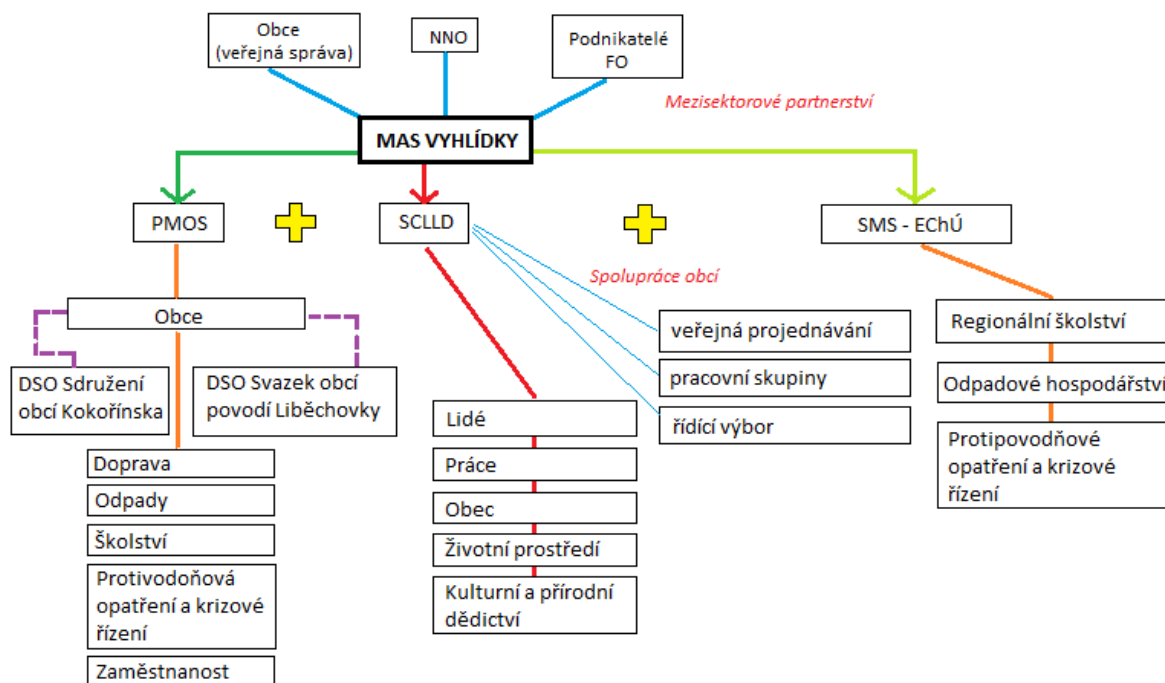 Obce
(veřejná správa)
NNO
Podnikatelé
FO
Mezisektorové partnerství
MAS VYHLÍDKY
PMOS
SCLLD
SMS - EChÚ
Spolupráce obcí
Obce
DSO Sdružení
obcí Kokořínska
DSO Svazek obcí
povodí Liběchovky
Doprava
Odpady
Školství
Protivodoňová
opatření a krizové
řízení
Zaměstnanost
Lidé
Práce
Obec
Životní prostředí
Kulturní a přírodní
dědictví
veřejná projednávání
pracovní skupiny
řídící výbor
Regionální školství
Odpadové hospodářství
Protipovodňové
opatření a krizové
řízení